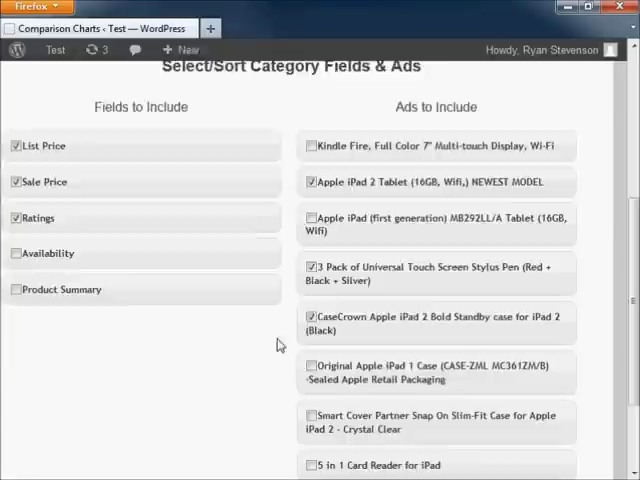 Firefox
Comparison Charts ‹ Test — WordPress
Test 3 New Howdy, Ryan Stevenson
Select/Sort Category Fields & Ads
Fields to Include
Ads to Include
List Price
Sale Price
Ratings
Availability
Product Summary
Kindle Fire, Full Color 7" Multi-touch Display, Wi-Fi
Apple iPad 2 Tablet (16GB, Wifi,) NEWEST MODEL
Apple iPad (first generation) MB292LL/A Tablet (16GB,
Wifi)
3 Pack of Universal Touch Screen Stylus Pen (Red +
Black + Silver)
CaseCrown Apple iPad 2 Bold Standby case for iPad 2
(Black)
Original Apple iPad 1 Case (CASE-ZML MC361ZM/B)
-Sealed Apple Retail Packaging
Smart Cover Partner Snap On Slim-Fit Case for Apple
iPad 2 - Crystal Clear
5 in 1 Card Reader for iPad